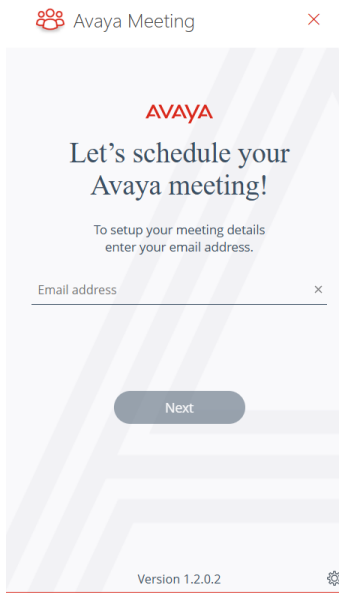 Avaya Meeting
AVAYA
Let’s schedule your
Avaya meeting!
To setup your meeting details
enter your email address.
Email address
Next
Version 1.2.0.2